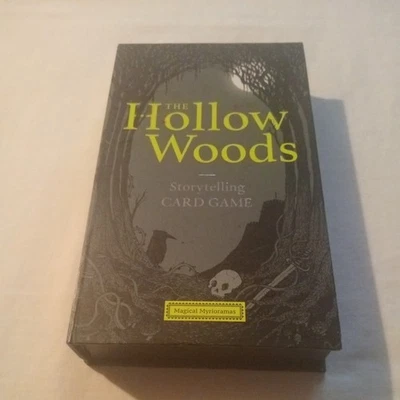 THE
Hollow
Woods
Storytelling
CARD GAME
Magical Myrioramas